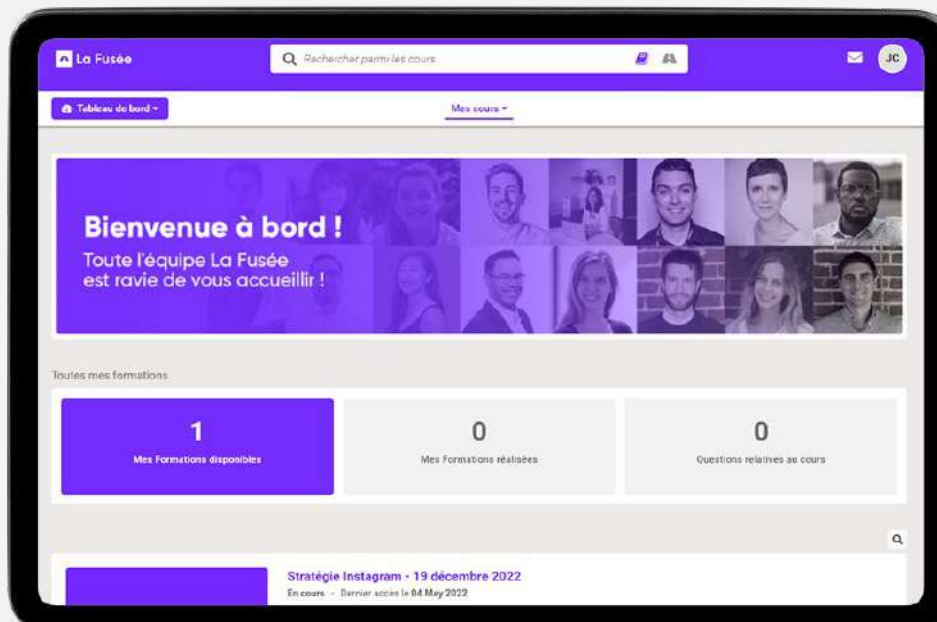 La Fusée
Rechercher parmi les cours
JC
Tableau de bord
Mes cours
Bienvenue à bord !
Toute l'équipe La Fusée
est ravie de vous accueillir !
Toutes mes formations
1
Mes Formations disponibles
0
Mes Formations réalisées
0
Questions relatives au cours
Stratégie Instagram - 19 décembre 2022
En cours - Dernier accès le 04 May 2022